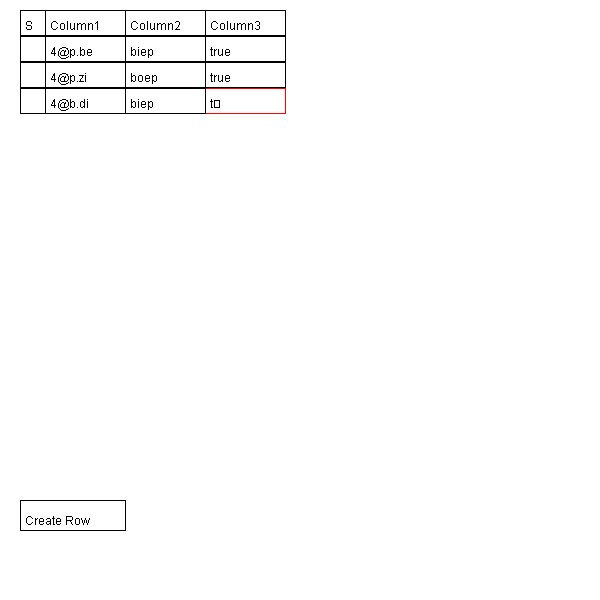 S Column1 Column2 Column3
4@p.be biep true
4@p.zi boep true
4@b.di biep t▯
Create Row